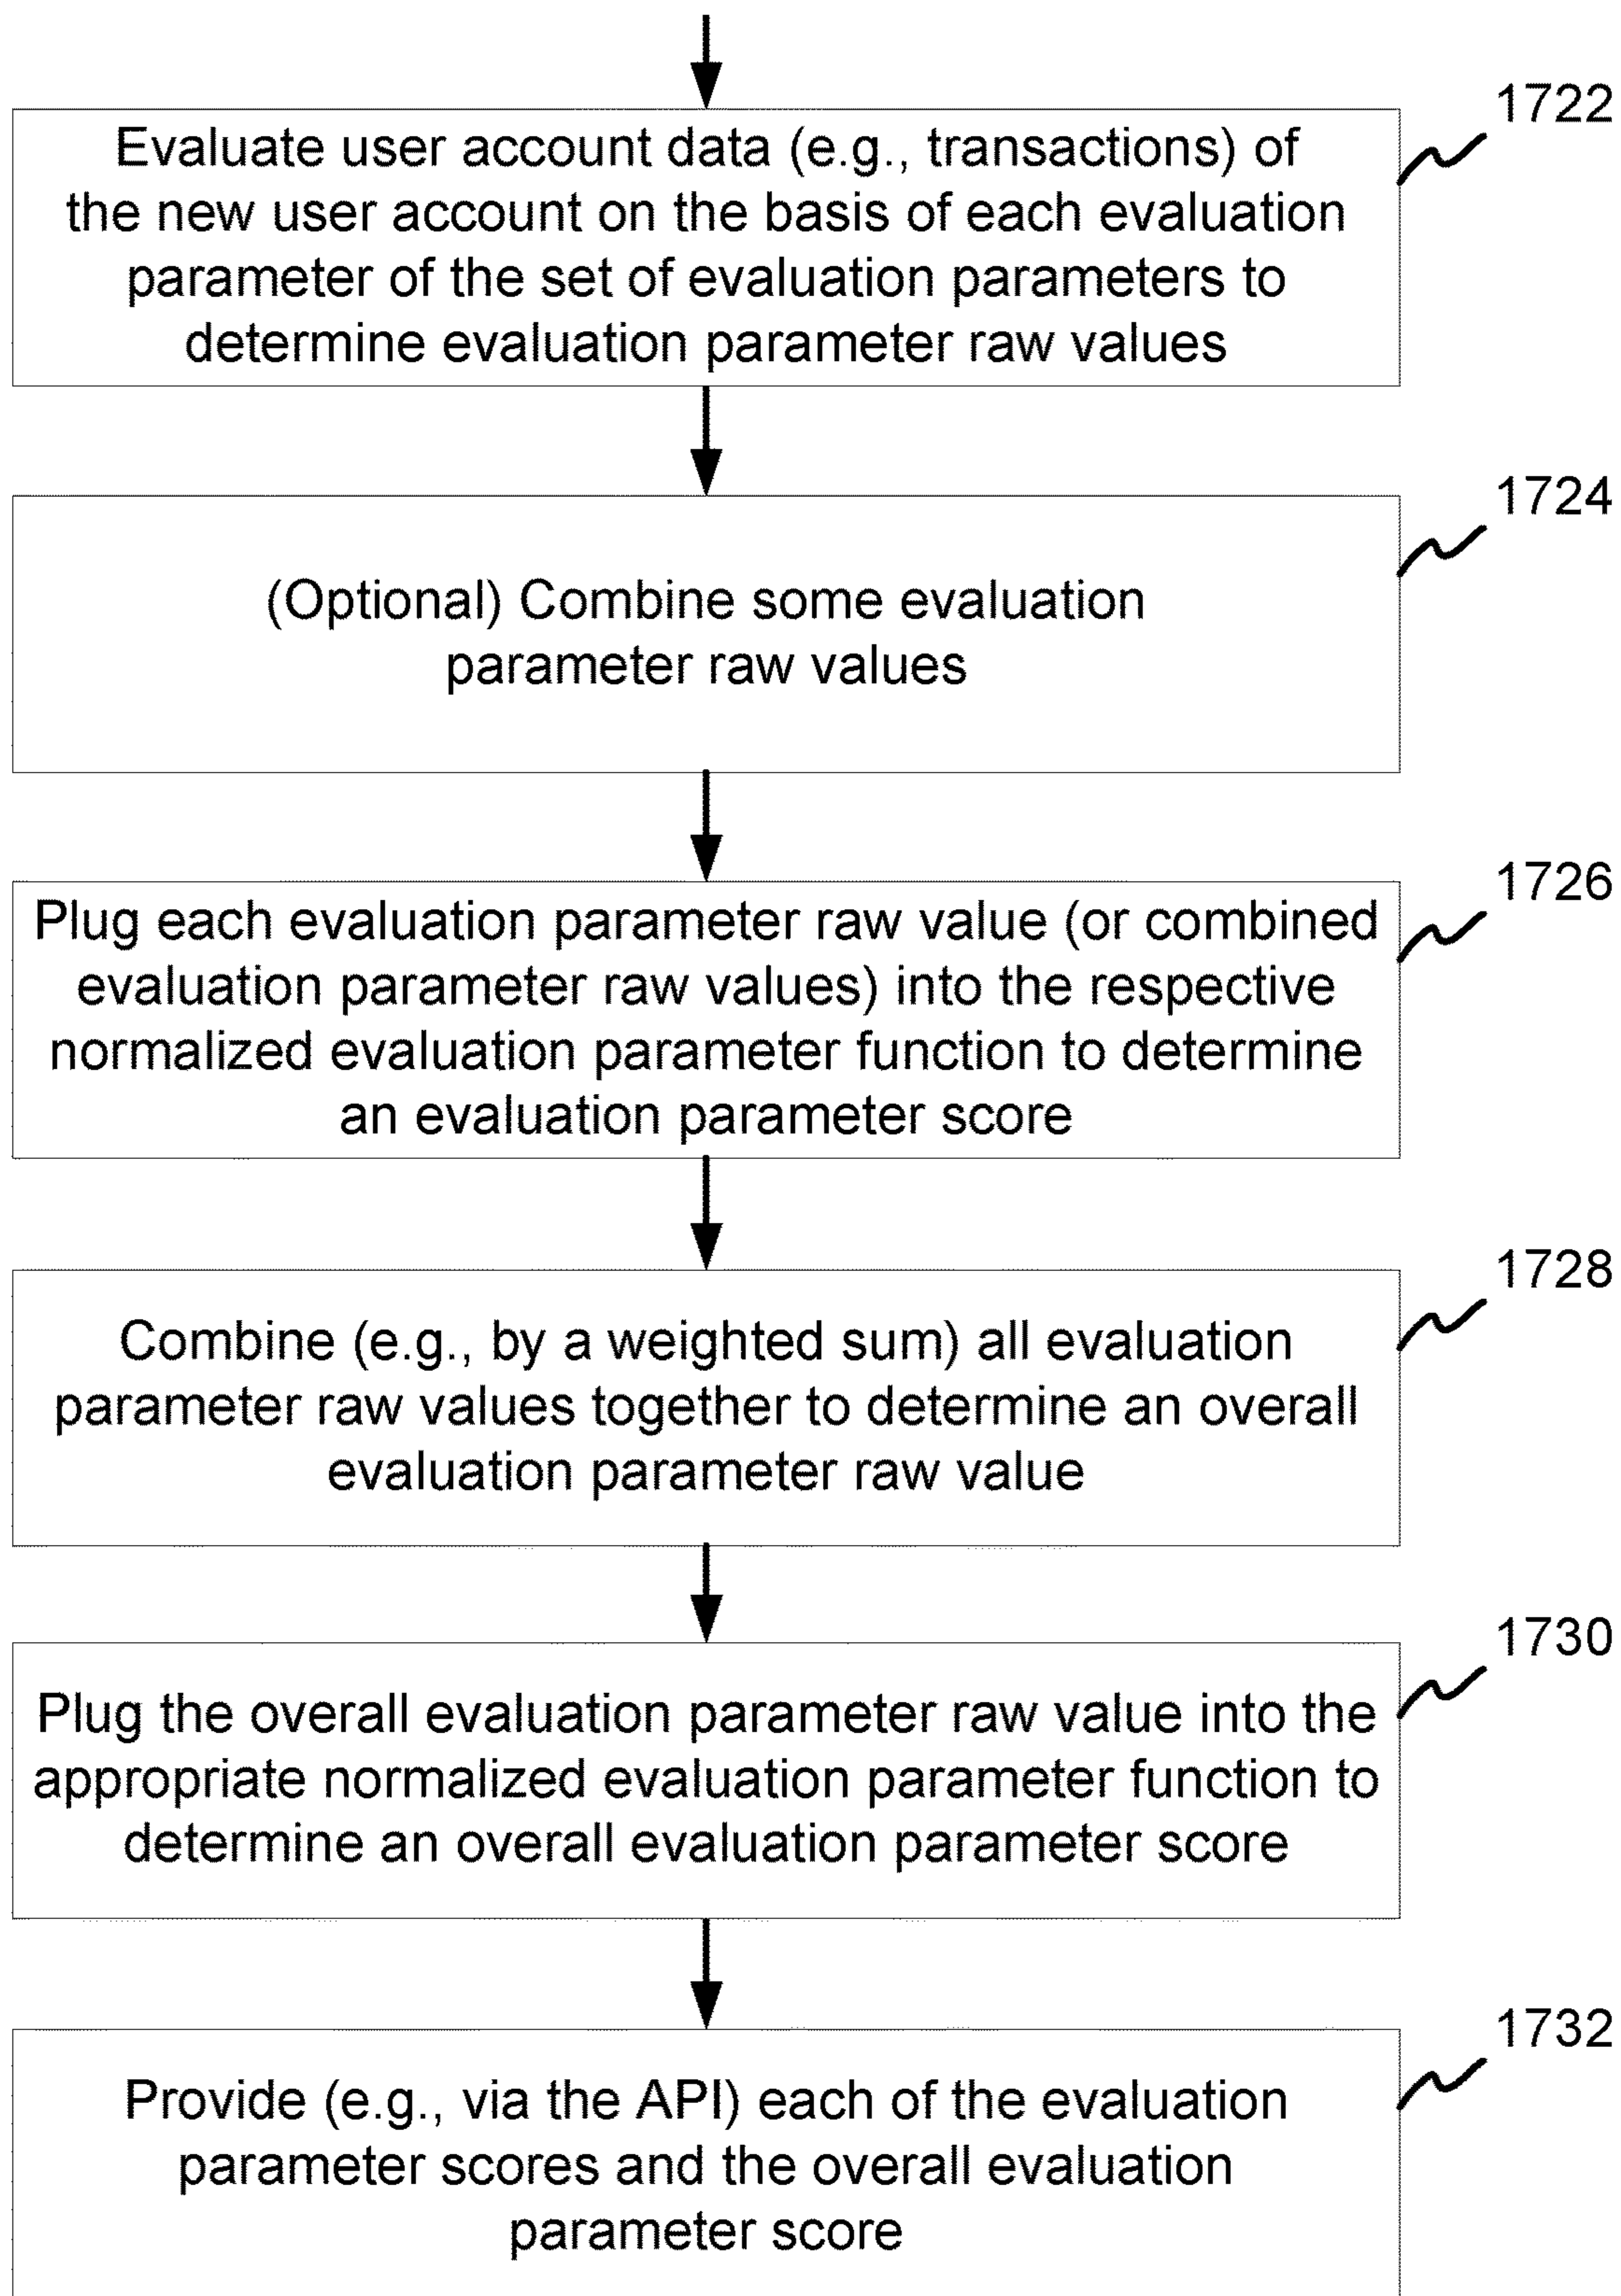 1722
Evaluate user account data (e.g., transactions) of
the new user account on the basis of each evaluation
parameter of the set of evaluation parameters to
determine evaluation parameter raw values
1724
(Optional) Combine some evaluation
parameter raw values
1726
Plug each evaluation parameter raw value (or combined
evaluation parameter raw values) into the respective
normalized evaluation parameter function to determine
an evaluation parameter score
1728
Combine (e.g., by a weighted sum) all evaluation
parameter raw values together to determine an overall
evaluation parameter raw value
1730
Plug the overall evaluation parameter raw value into the
appropriate normalized evaluation parameter function to
determine an overall evaluation parameter score
1732
Provide (e.g., via the API) each of the evaluation
parameter scores and the overall evaluation
parameter score